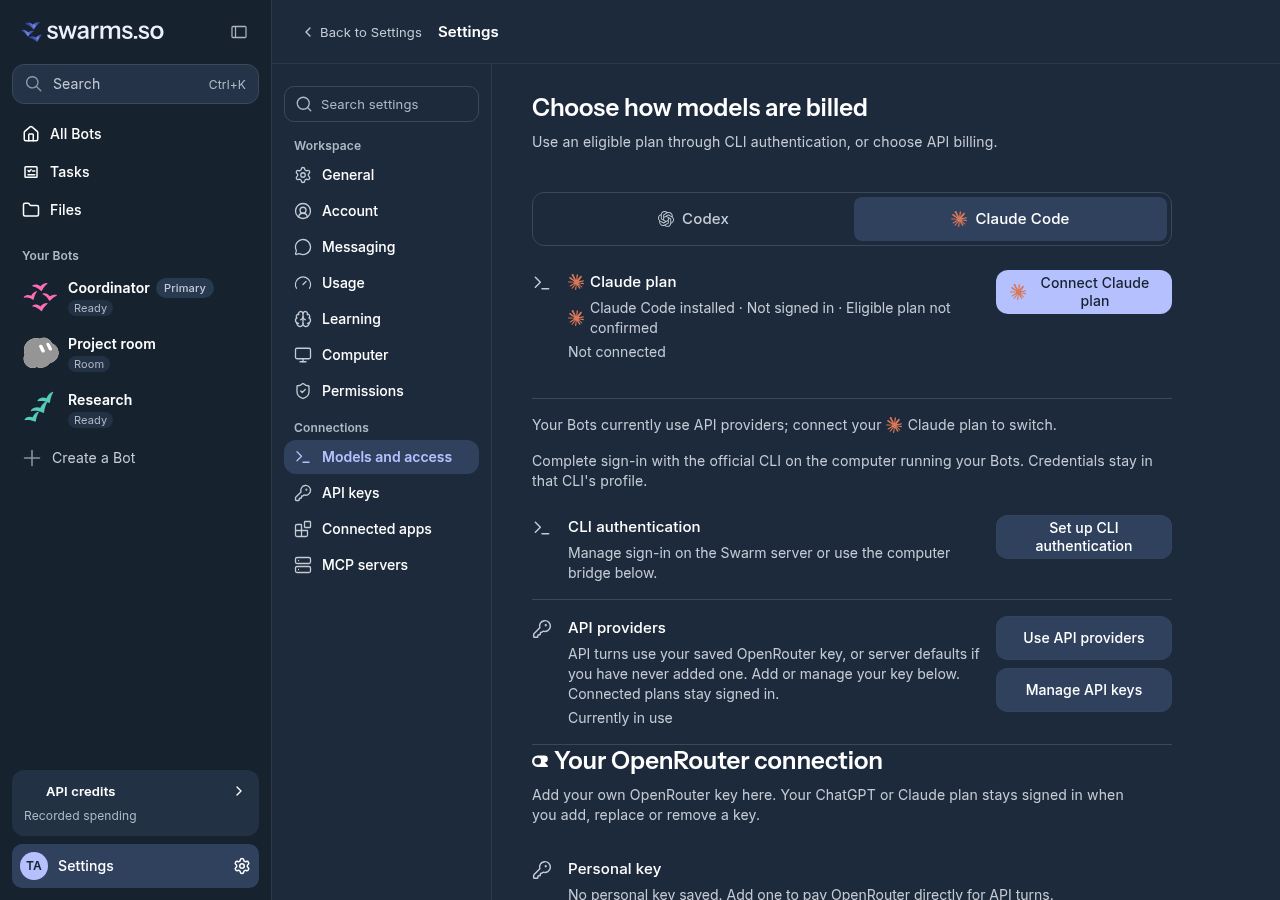 swarms.so
Search
Ctrl+K
All Bots
Tasks
Files
Your Bots
Coordinator
Primary
Ready
Project room
Room
Research
Ready
Create a Bot
API credits
Recorded spending
TA
Settings
Back to Settings
Settings
Search settings
Workspace
General
Account
Messaging
Usage
Learning
Computer
Permissions
Connections
Models and access
API keys
Connected apps
MCP servers
Choose how models are billed
Use an eligible plan through CLI authentication, or choose API billing.
Codex
Claude Code
Claude plan
Claude Code installed · Not signed in · Eligible plan not
confirmed
Not connected
Connect Claude
plan
Your Bots currently use API providers; connect your Claude plan to switch.
Complete sign-in with the official CLI on the computer running your Bots. Credentials stay in
that CLI's profile.
CLI authentication
Manage sign-in on the Swarm server or use the computer
bridge below.
Set up CLI
authentication
API providers
API turns use your saved OpenRouter key, or server defaults if
you have never added one. Add or manage your key below.
Connected plans stay signed in.
Currently in use
Use API providers
Manage API keys
Your OpenRouter connection
Add your own OpenRouter key here. Your ChatGPT or Claude plan stays signed in when
you add, replace or remove a key.
Personal key
No personal key saved. Add one to pay OpenRouter directly for API turns.